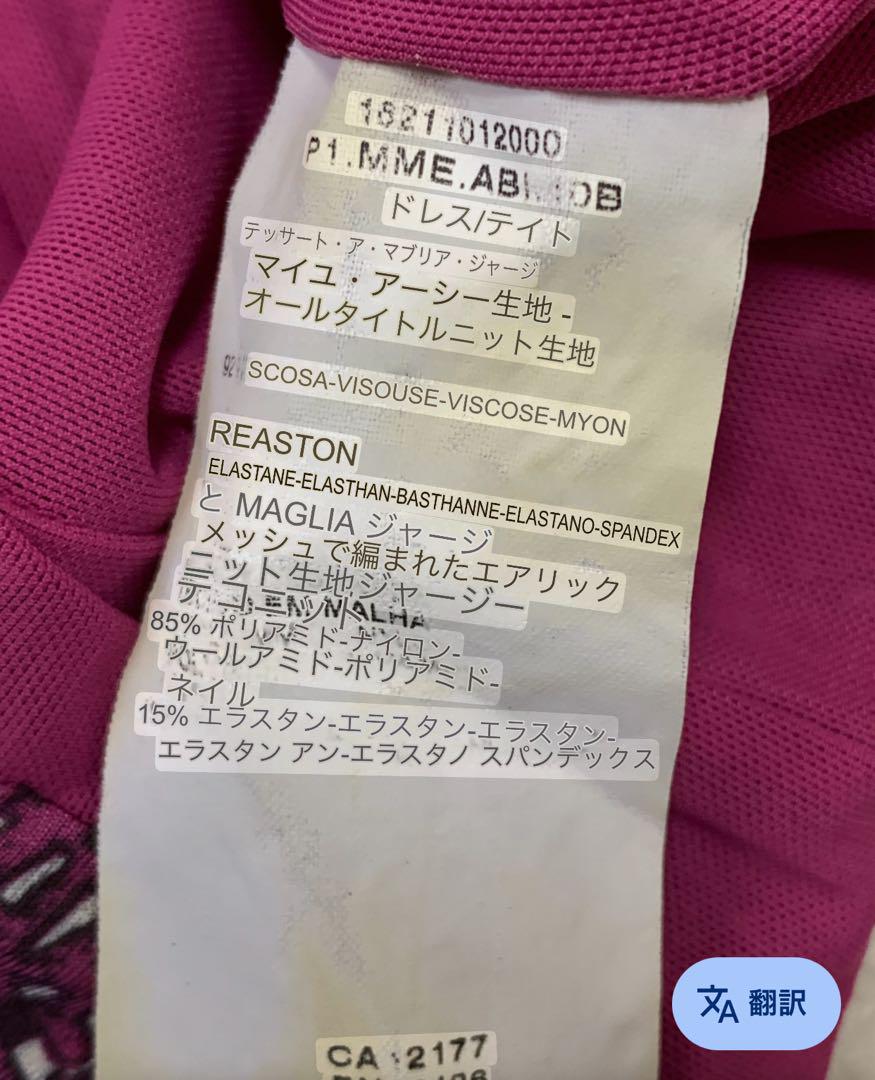 16211012000
P1.MME.AB
ドレス/テイト
テッサート・ア・マブリア・ジャージ
マイユ・アーシー生地 -
オールタイトルニット生地
SCOSA-VISOUSE-VISCOSE-MYON
REASTON
ELASTANE-ELASTHAN-BASTHANNE-ELASTANO-SPANDEX
と MAGLIA ジャージ
メッシュで編まれたエアリック
ニット生地ジャージー
85% ポリアミド-ナイロン-
ウールアミド-ポリアミド-
ネイル
15% エラスタン-エラスタン-エラスタン-
エラスタン アン-エラスタノ スパンデックス
CA 2177
翻訳